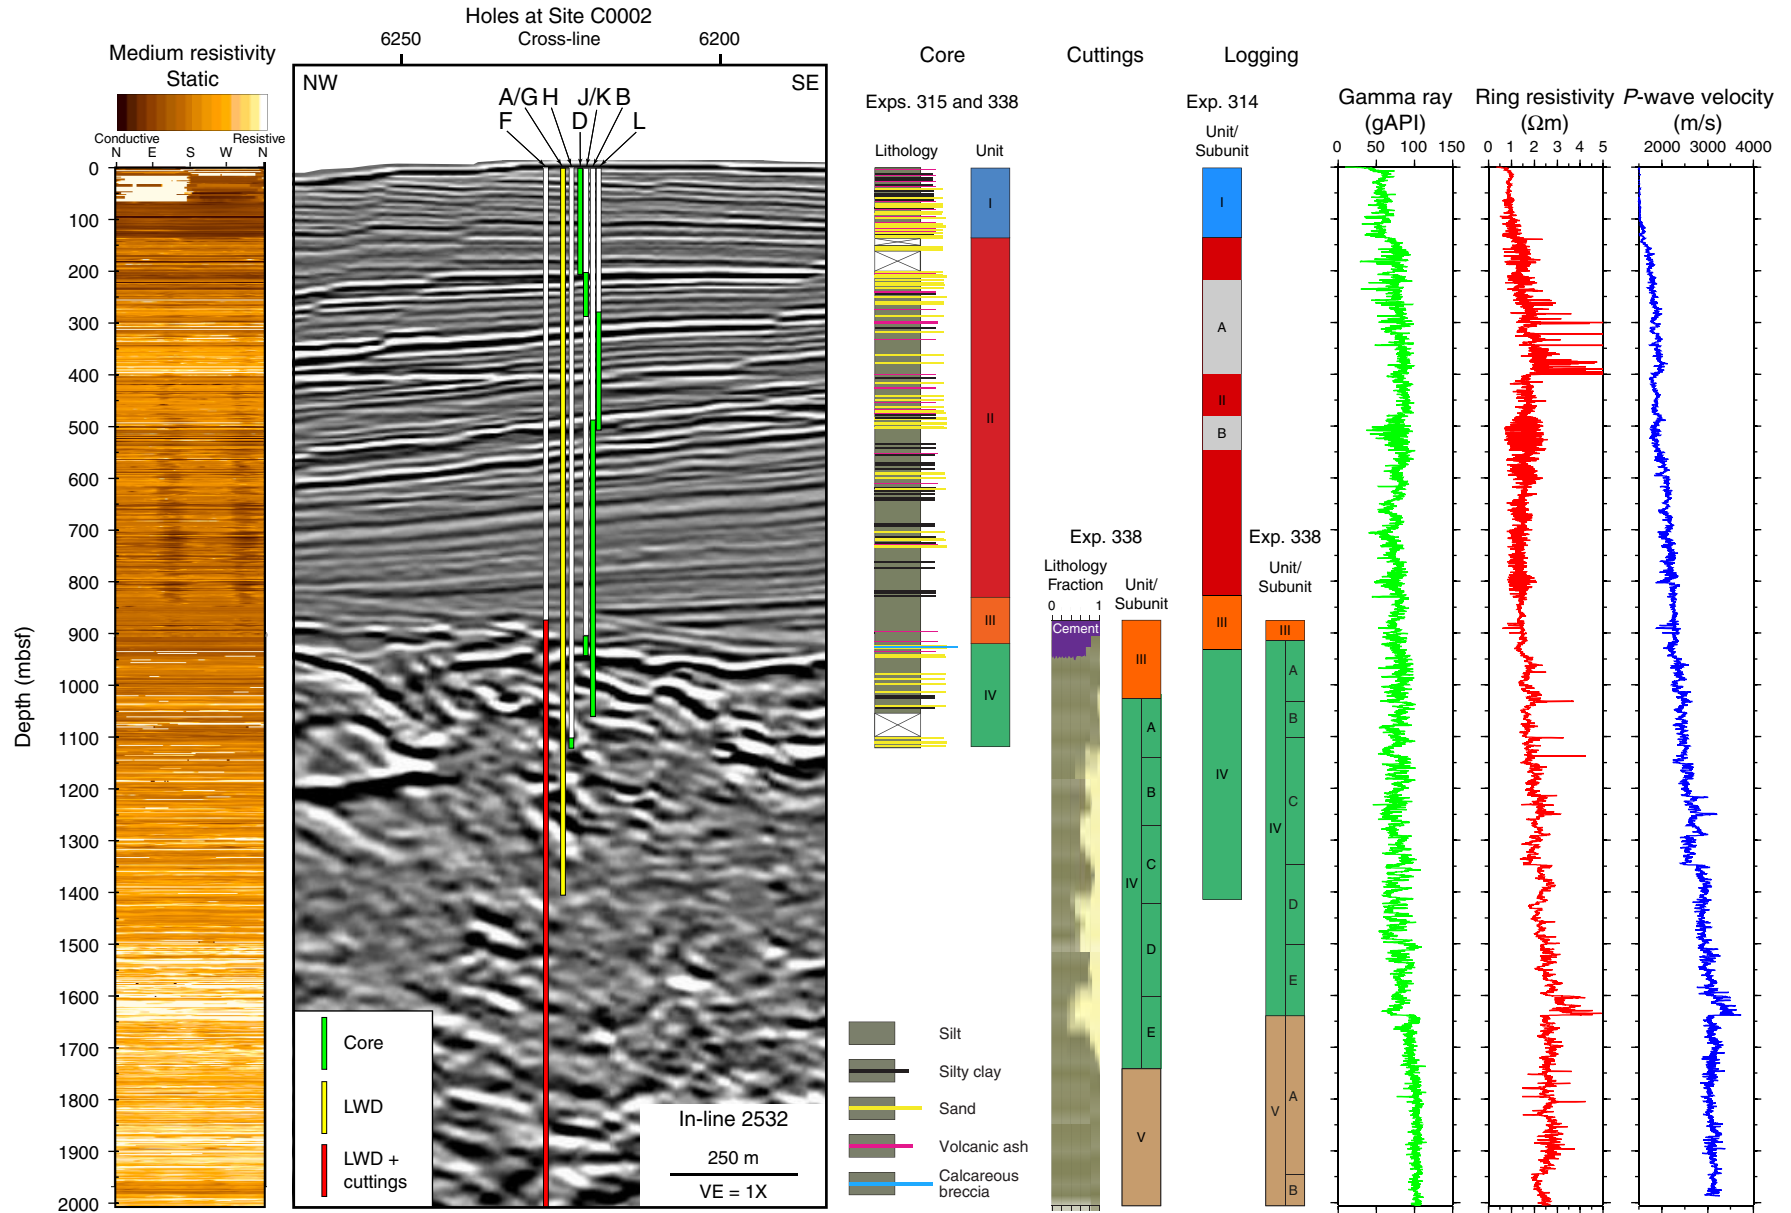 Holes at Site C0002
6250
Cross-line
6200
Medium resistivity
Static
Conductive
Resistive
N E S W N
NW
SE
A/G H J/K B
F D L
Core
Cuttings
Logging
Exps. 315 and 338
Exp. 314
Lithology
Unit
Unit/
Subunit
Gamma ray
(gAPI)
Ring resistivity
(Ωm)
P-wave velocity
(m/s)
0 50 100 150
0 1 2 3 4 5
2000 3000 4000
Depth (mbsf)
0
100
200
300
400
500
600
700
800
900
1000
1100
1200
1300
1400
1500
1600
1700
1800
1900
2000
I
II
III
IV
I
A
II
B
III
IV
Exp. 338
Lithology
Fraction
0 1
Cement
Unit/
Subunit
III
IV
A
B
C
D
E
V
Exp. 338
Unit/
Subunit
III
A
B
C
IV
D
E
V
A
B
Core
LWD
LWD +
cuttings
In-line 2532
250 m
VE = 1X
Silt
Silty clay
Sand
Volcanic ash
Calcareous
breccia